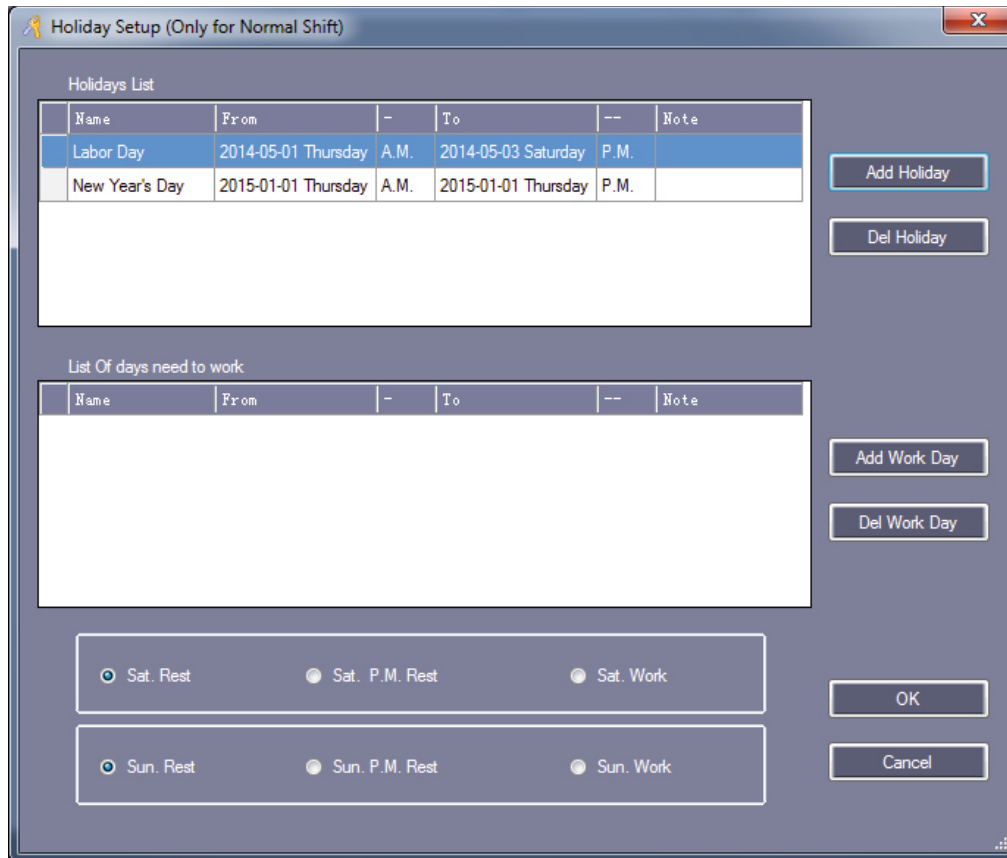 Holiday Setup (Only for Normal Shift)
Holidays List
Name From - To -- Note
Labor Day 2014-05-01 Thursday A.M. 2014-05-03 Saturday P.M.
New Year's Day 2015-01-01 Thursday A.M. 2015-01-01 Thursday P.M.
Add Holiday
Del Holiday
List Of days need to work
Name From - To -- Note
Add Work Day
Del Work Day
Sat. Rest Sat. P.M. Rest Sat. Work
Sun. Rest Sun. P.M. Rest Sun. Work
OK
Cancel